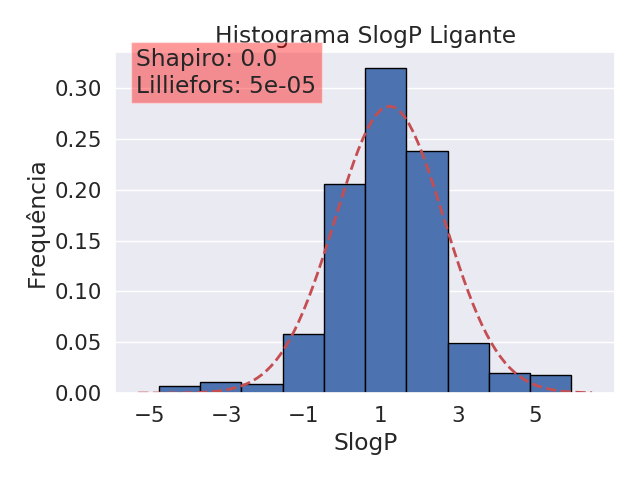 Histograma SlogP Ligante
Shapiro: 0.0
Lilliefors: 5e-05
0.30
0.25
0.20
0.15
0.10
0.05
0.00
Frequência
−5 −3 −1 1 3 5
SlogP